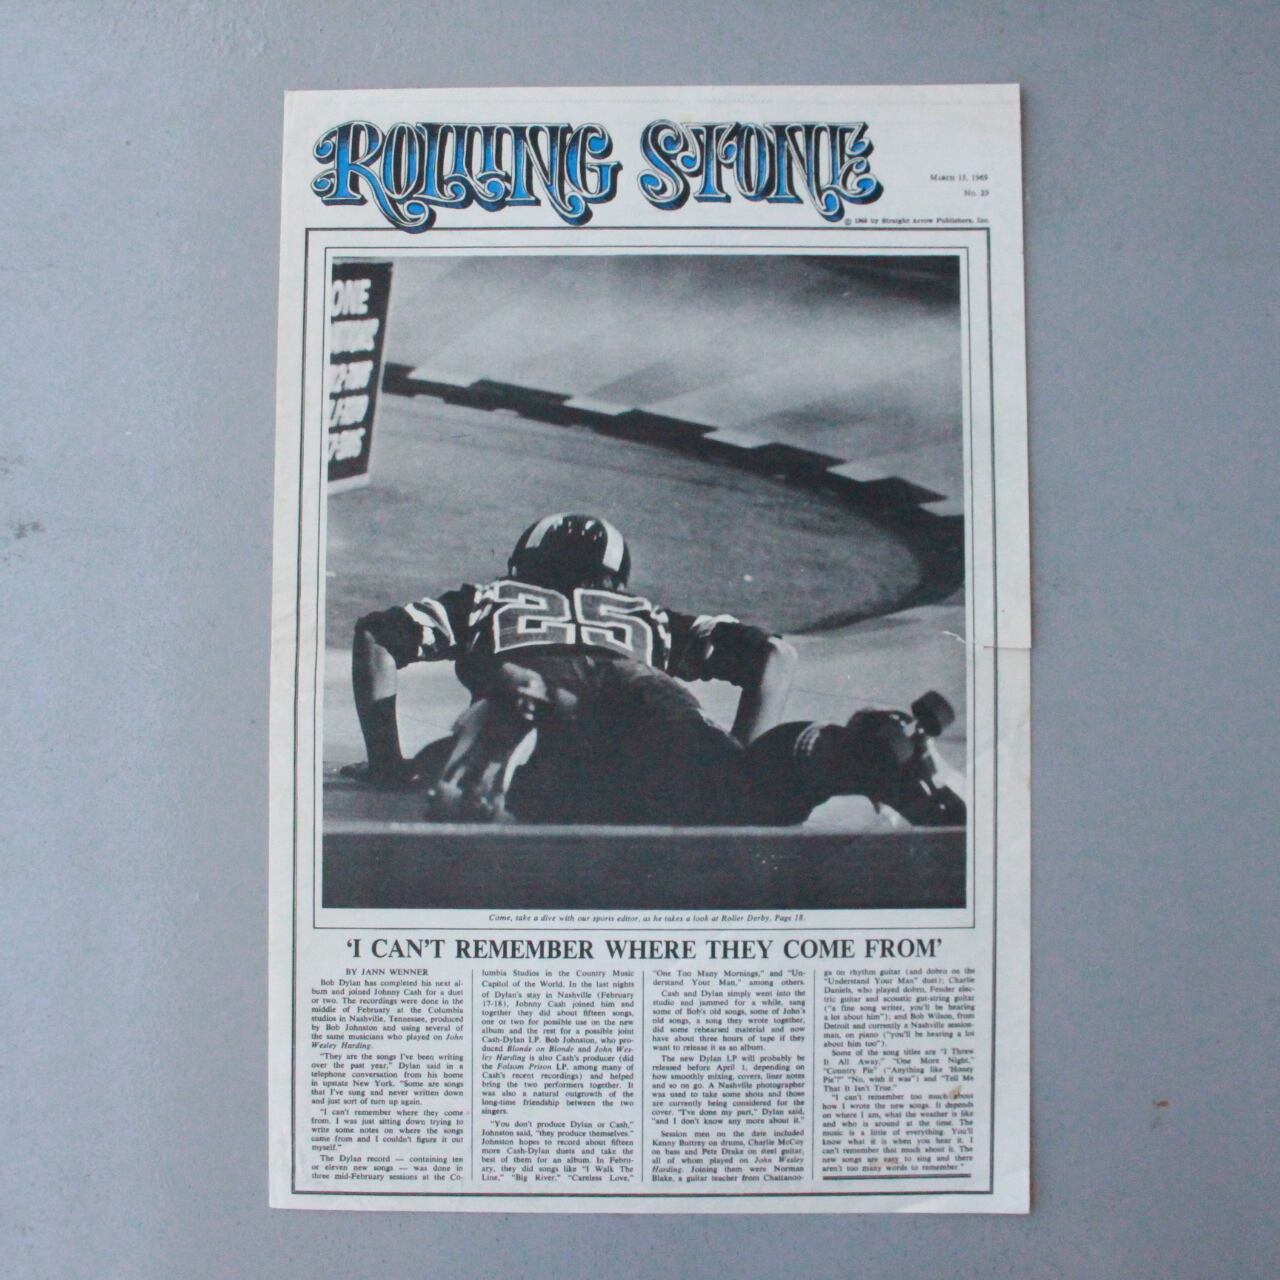 ROLLING STONE
MARCH 15, 1969
No. 29
© 1969 by Straight Arrow Publishers, Inc.
ONE
25
Come, take a dive with our sports editor, as he takes a look at Roller Derby, Page 18.
'I CAN'T REMEMBER WHERE THEY COME FROM'
BY JANN WENNER
Bob Dylan has completed his next al-
bum and joined Johnny Cash for a duet
or two. The recordings were done in the
middle of February at the Columbia
studios in Nashville, Tennessee, produced
by Bob Johnston and using several of
the same musicians who played on John
Wesley Harding.
"They are the songs I've been writing
over the past year," Dylan said in a
telephone conversation from his home
in upstate New York. "Some are songs
that I've sung and never written down
and just sort of turn up again.
"I can't remember where they come
from. I was just sitting down trying to
write some notes on where the songs
came from and I couldn't figure it out
myself."
The Dylan record — containing ten
or eleven new songs — was done in
three mid-February sessions at the Co-
lumbia Studios in the Country Music
Capitol of the World. In the last nights
of Dylan's stay in Nashville (February
17-18), Johnny Cash joined him and
together they did about fifteen songs,
one or two for possible use on the new
album and the rest for a possible joint
Cash-Dylan LP. Bob Johnston, who pro-
duced Blonde on Blonde and John Wes-
ley Harding is also Cash's producer (did
the Folsom Prison LP, among many of
Cash's recent recordings) and helped
bring the two performers together. It
was also a natural outgrowth of the
long-time friendship between the two
singers.
"You don't produce Dylan or Cash,"
Johnston said, "they produce themselves."
Johnston hopes to record about fifteen
more Cash-Dylan duets and take the
best of them for an album. In Febru-
ary, they did songs like "I Walk The
Line," "Big River," "Careless Love,"
"One Too Many Mornings," and "Un-
derstand Your Man," among others.
Cash and Dylan simply went into the
studio and jammed for a while, sang
some of Bob's old songs, some of John's
old songs, a song they wrote together,
did some rehearsed material and now
have about three hours of tape if they
want to release it as an album.
The new Dylan LP will probably be
released before April 1, depending on
how smoothly mixing, covers, liner notes
and so on go. A Nashville photographer
was used to take some shots and those
are currently being considered for the
cover. "I've done my part," Dylan said,
"and I don't know any more about it."
Session men on the date included
Kenny Buttrey on drums, Charlie McCoy
on bass and Pete Drake on steel guitar,
all of whom played on John Wesley
Harding. Joining them were Norman
Blake, a guitar teacher from Chattanoo-
ga on rhythm guitar (and dobro on the
"Understand Your Man" duet); Charlie
Daniels, who played dobro, Fender elec-
tric guitar and acoustic gut-string guitar
("a fine song writer, you'll be hearing
a lot about him"); and Bob Wilson, from
Detroit and currently a Nashville session-
man, on piano ("you'll be hearing a lot
about him too").
Some of the song titles are "I Threw
It All Away," "One More Night,"
"Country Pie" ("Anything like 'Honey
Pie'?" "No, wish it was") and "Tell Me
That It Isn't True."
"I can't remember too much about
how I wrote the new songs. It depends
on where I am, what the weather is like
and who is around at the time. The
music is a little of everything. You'll
know what it is when you hear it. I
can't remember that much about it. The
new songs are easy to sing and there
aren't too many words to remember."